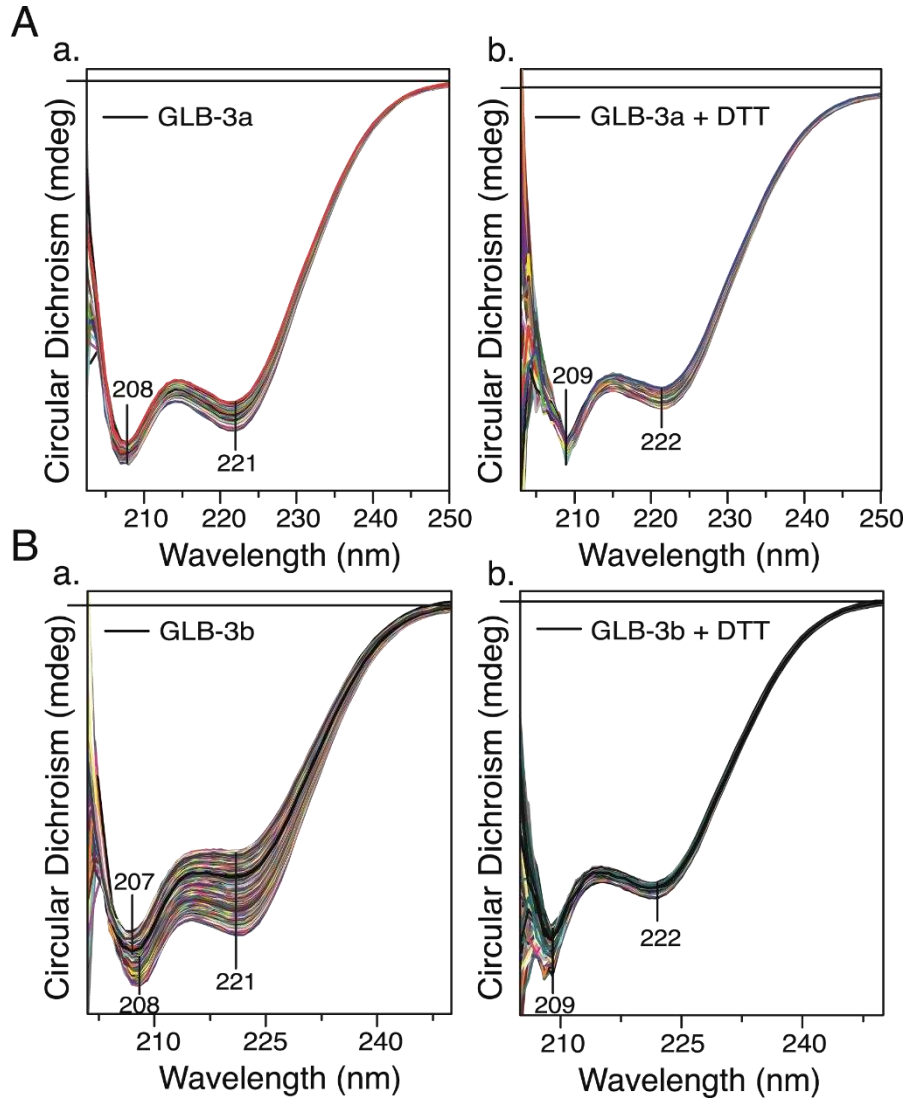 A
a.
Circular Dichroism (mdeg)
GLB-3a
208
221
210 220 230 240 250
Wavelength (nm)
b.
Circular Dichroism (mdeg)
GLB-3a + DTT
209
222
210 220 230 240 250
Wavelength (nm)
B
a.
Circular Dichroism (mdeg)
GLB-3b
207
208
221
210 225 240
Wavelength (nm)
b.
Circular Dichroism (mdeg)
GLB-3b + DTT
209
222
210 225 240
Wavelength (nm)